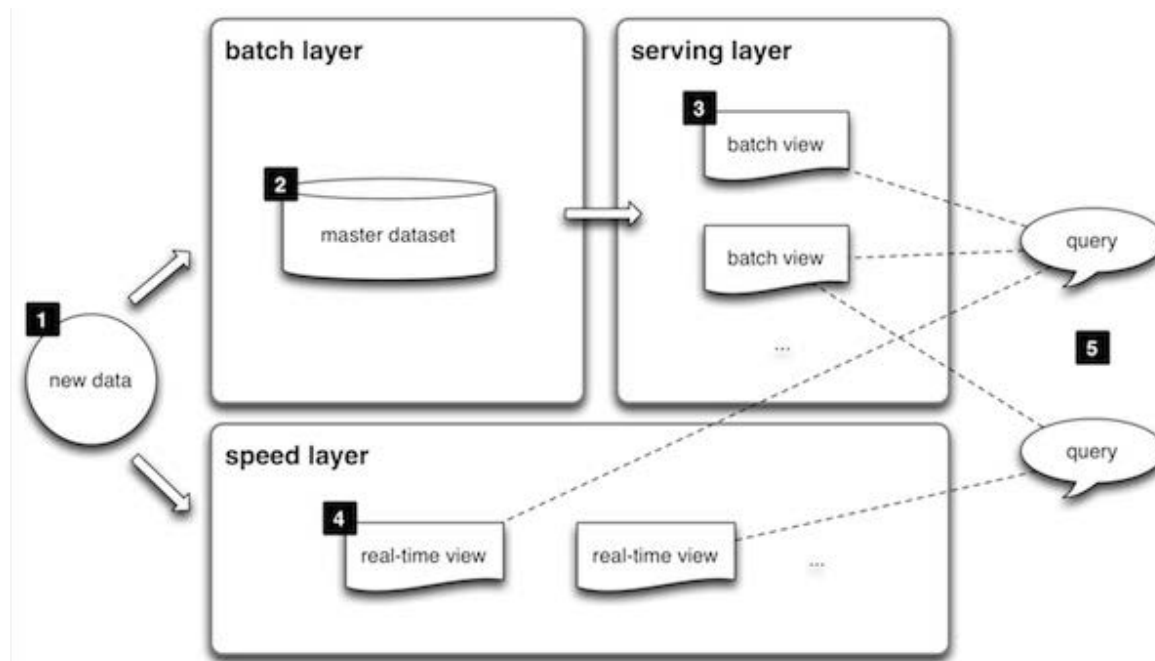 batch layer
serving layer
3
batch view
2
master dataset
query
batch view
1
...
5
new data
speed layer
query
4
real-time view
real-time view
...